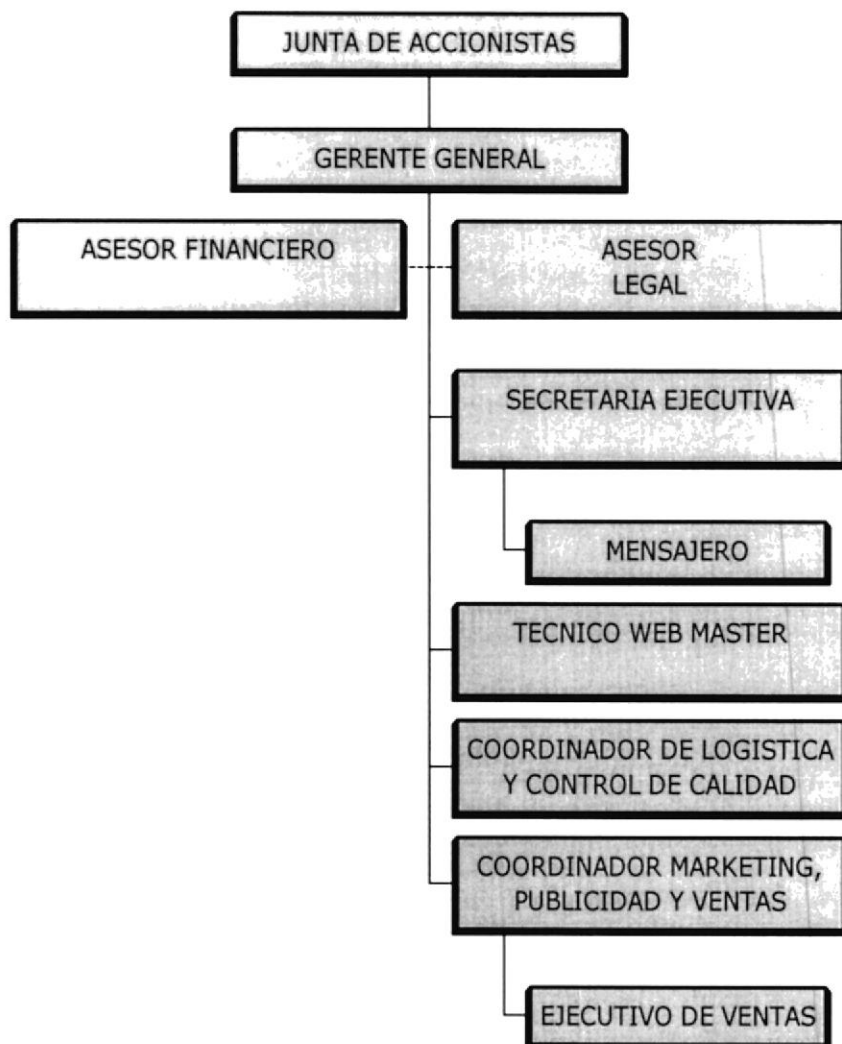 JUNTA DE ACCIONISTAS
GERENTE GENERAL
ASESOR FINANCIERO
ASESOR
LEGAL
SECRETARIA EJECUTIVA
MENSAJERO
TECNICO WEB MASTER
COORDINADOR DE LOGISTICA
Y CONTROL DE CALIDAD
COORDINADOR MARKETING,
PUBLICIDAD Y VENTAS
EJECUTIVO DE VENTAS